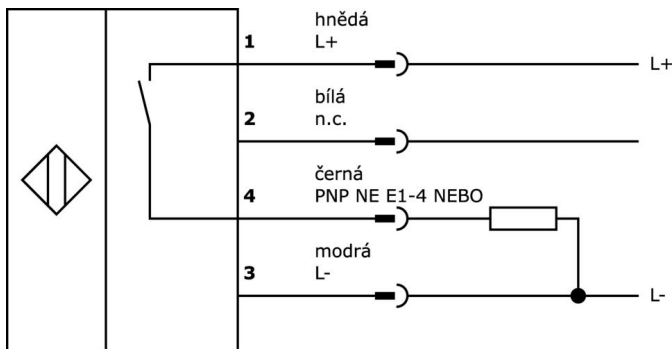 hnědá
1 L+ L+
bílá
2 n.c.
černá
4 PNP NE E1-4 NEBO
modrá
3 L- L-